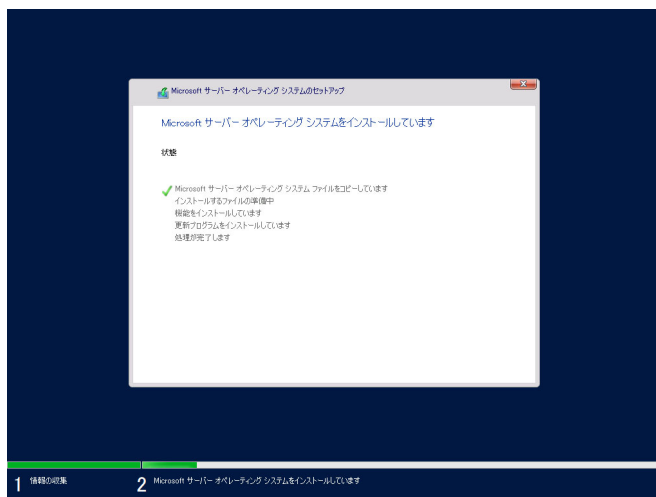 Microsoft サーバー オペレーティング システムのセットアップ
Microsoft サーバー オペレーティング システムをインストールしています
状態
Microsoft サーバー オペレーティング システム ファイルをコピーしています
インストールするファイルの準備中
機能をインストールしています
更新プログラムをインストールしています
処理が完了します
1 情報の収集
2 Microsoft サーバー オペレーティング システムをインストールしています